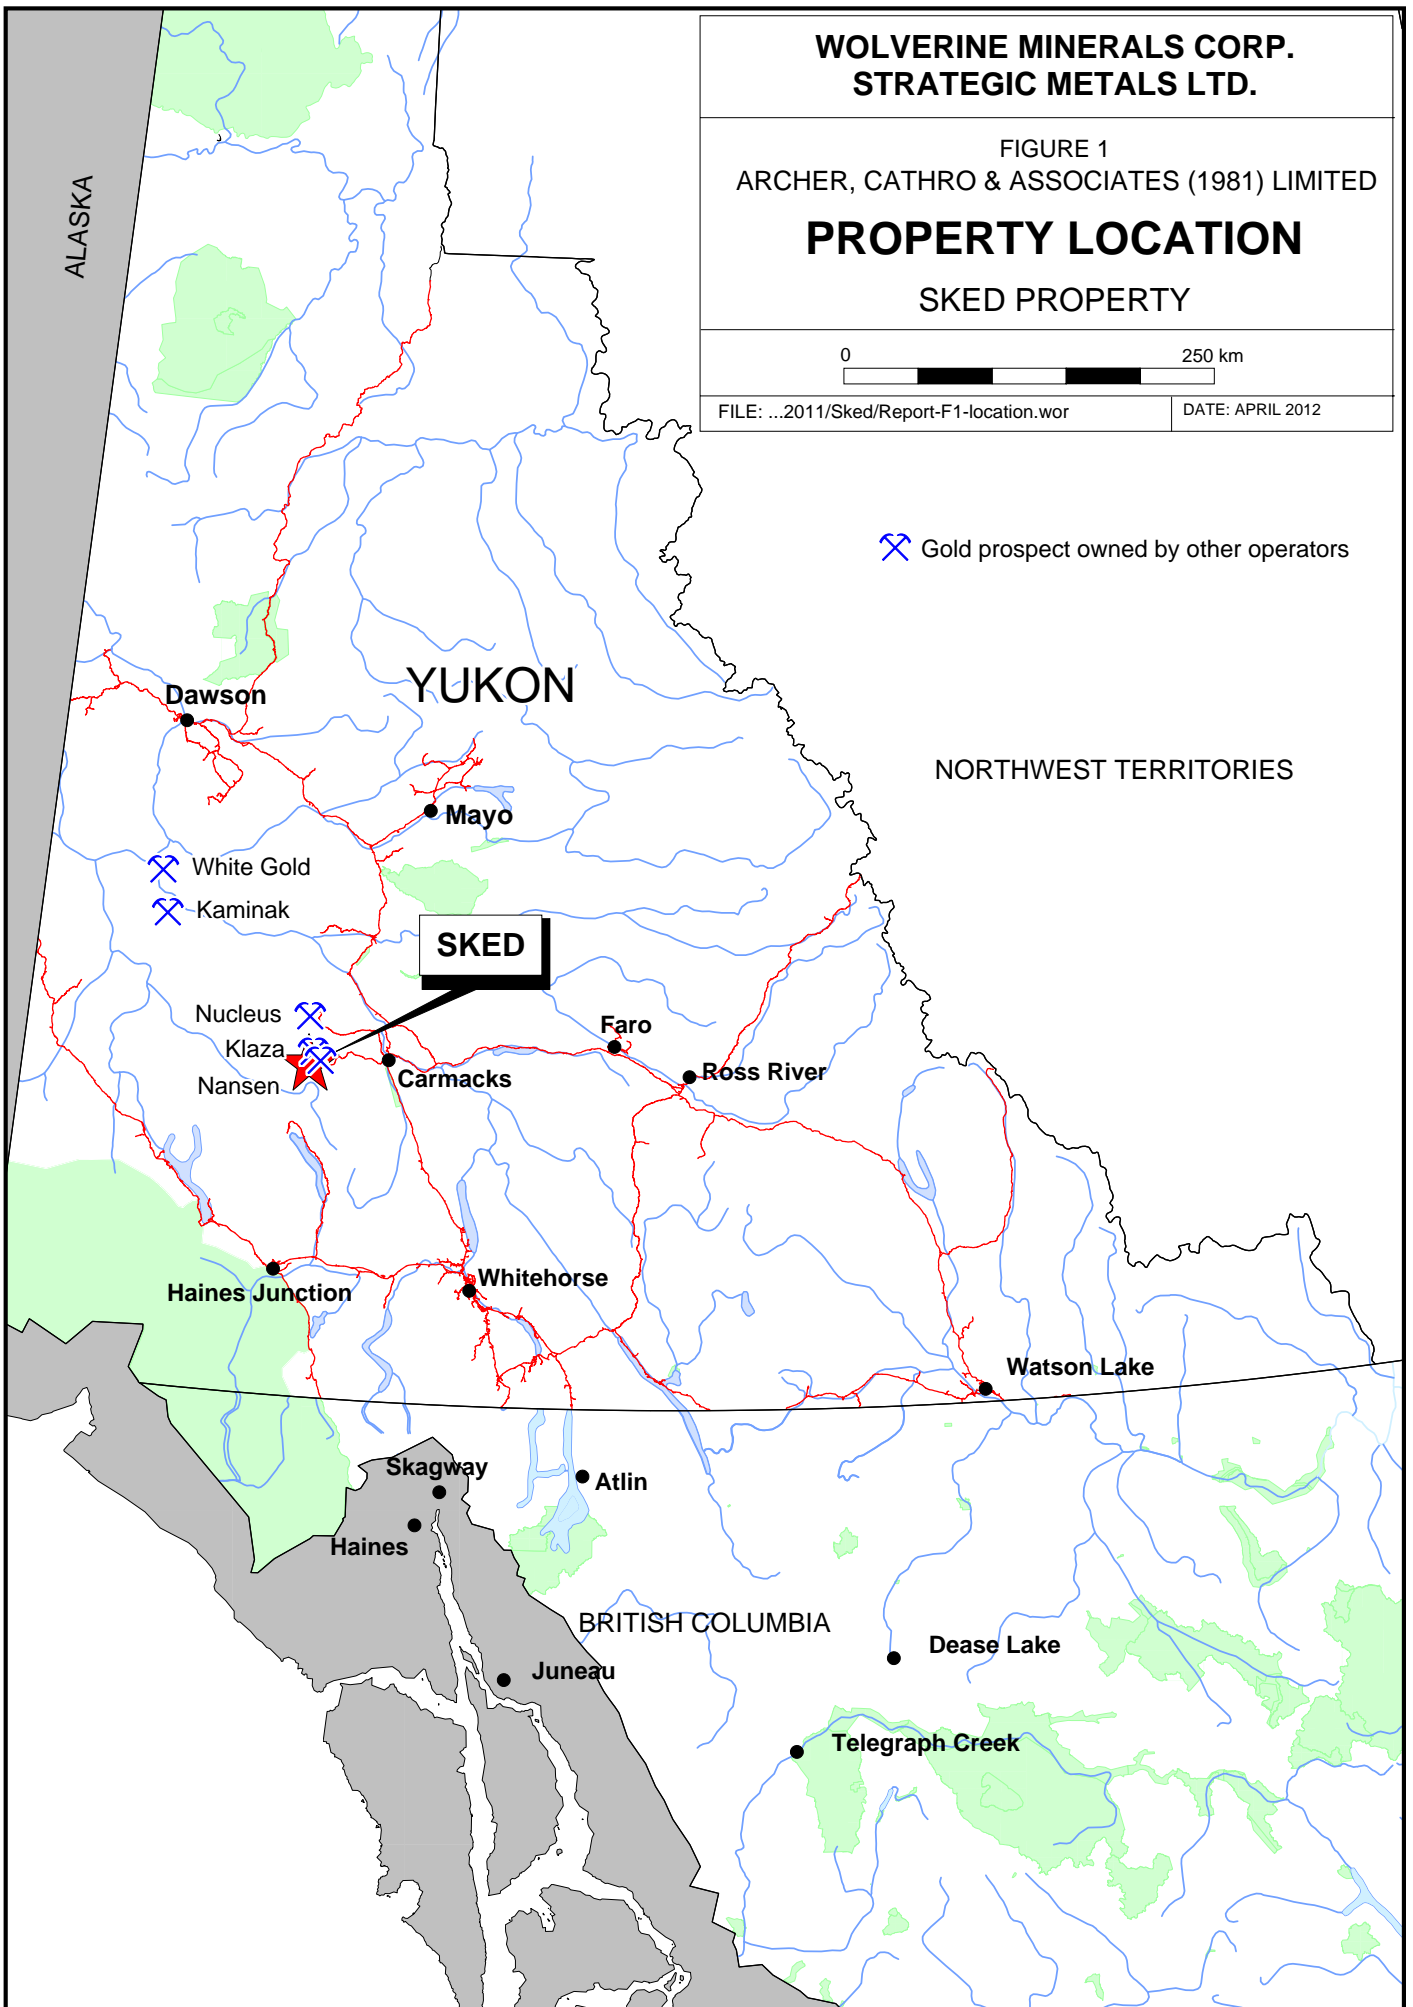 WOLVERINE MINERALS CORP.
STRATEGIC METALS LTD.
FIGURE 1
ARCHER, CATHRO & ASSOCIATES (1981) LIMITED
PROPERTY LOCATION
SKED PROPERTY
0 250 km
FILE: ...2011/Sked/Report-F1-location.wor DATE: APRIL 2012
ALASKA
Gold prospect owned by other operators
YUKON
Dawson
NORTHWEST TERRITORIES
Mayo
White Gold
Kaminak
SKED
Nucleus
Faro
Klaza
Ross River
Carmacks
Nansen
Whitehorse
Haines Junction
Watson Lake
Skagway
Atlin
Haines
BRITISH COLUMBIA
Dease Lake
Juneau
Telegraph Creek